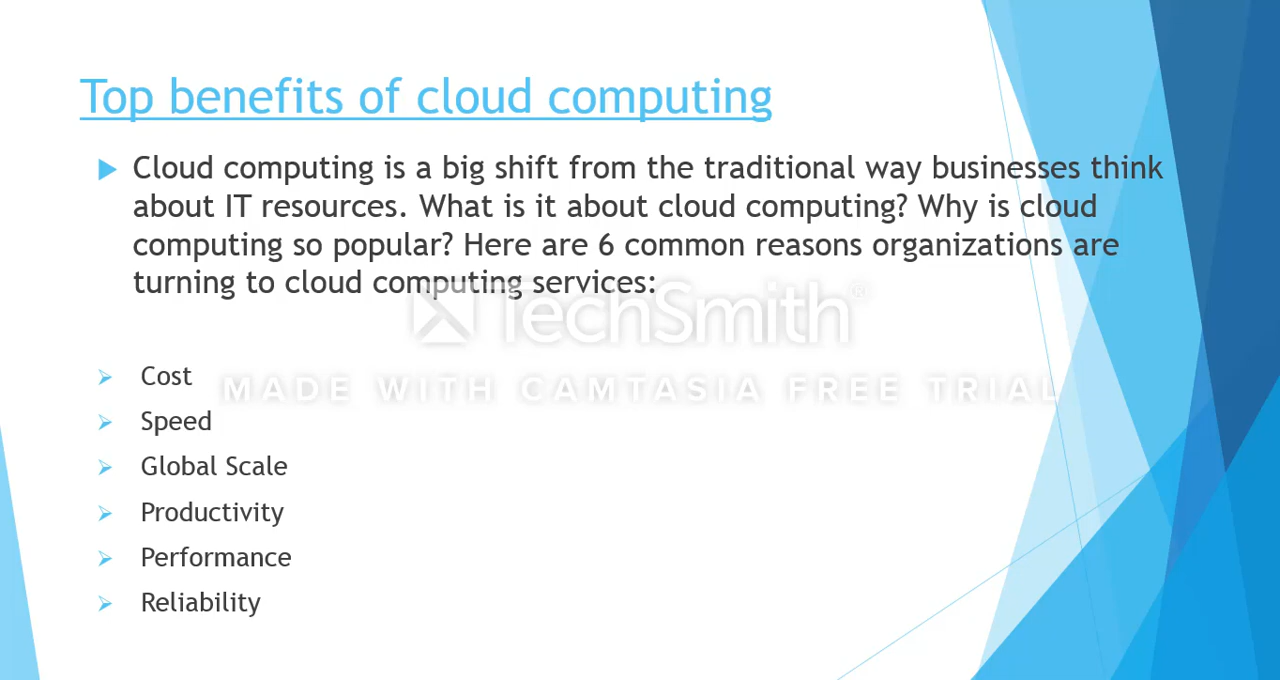 Top benefits of cloud computing
Cloud computing is a big shift from the traditional way businesses think
about IT resources. What is it about cloud computing? Why is cloud
computing so popular? Here are 6 common reasons organizations are
turning to cloud computing services:
TechSmith®
Cost
MADE WITH CAMTASIA FREE TRIAL
Speed
Global Scale
Productivity
Performance
Reliability